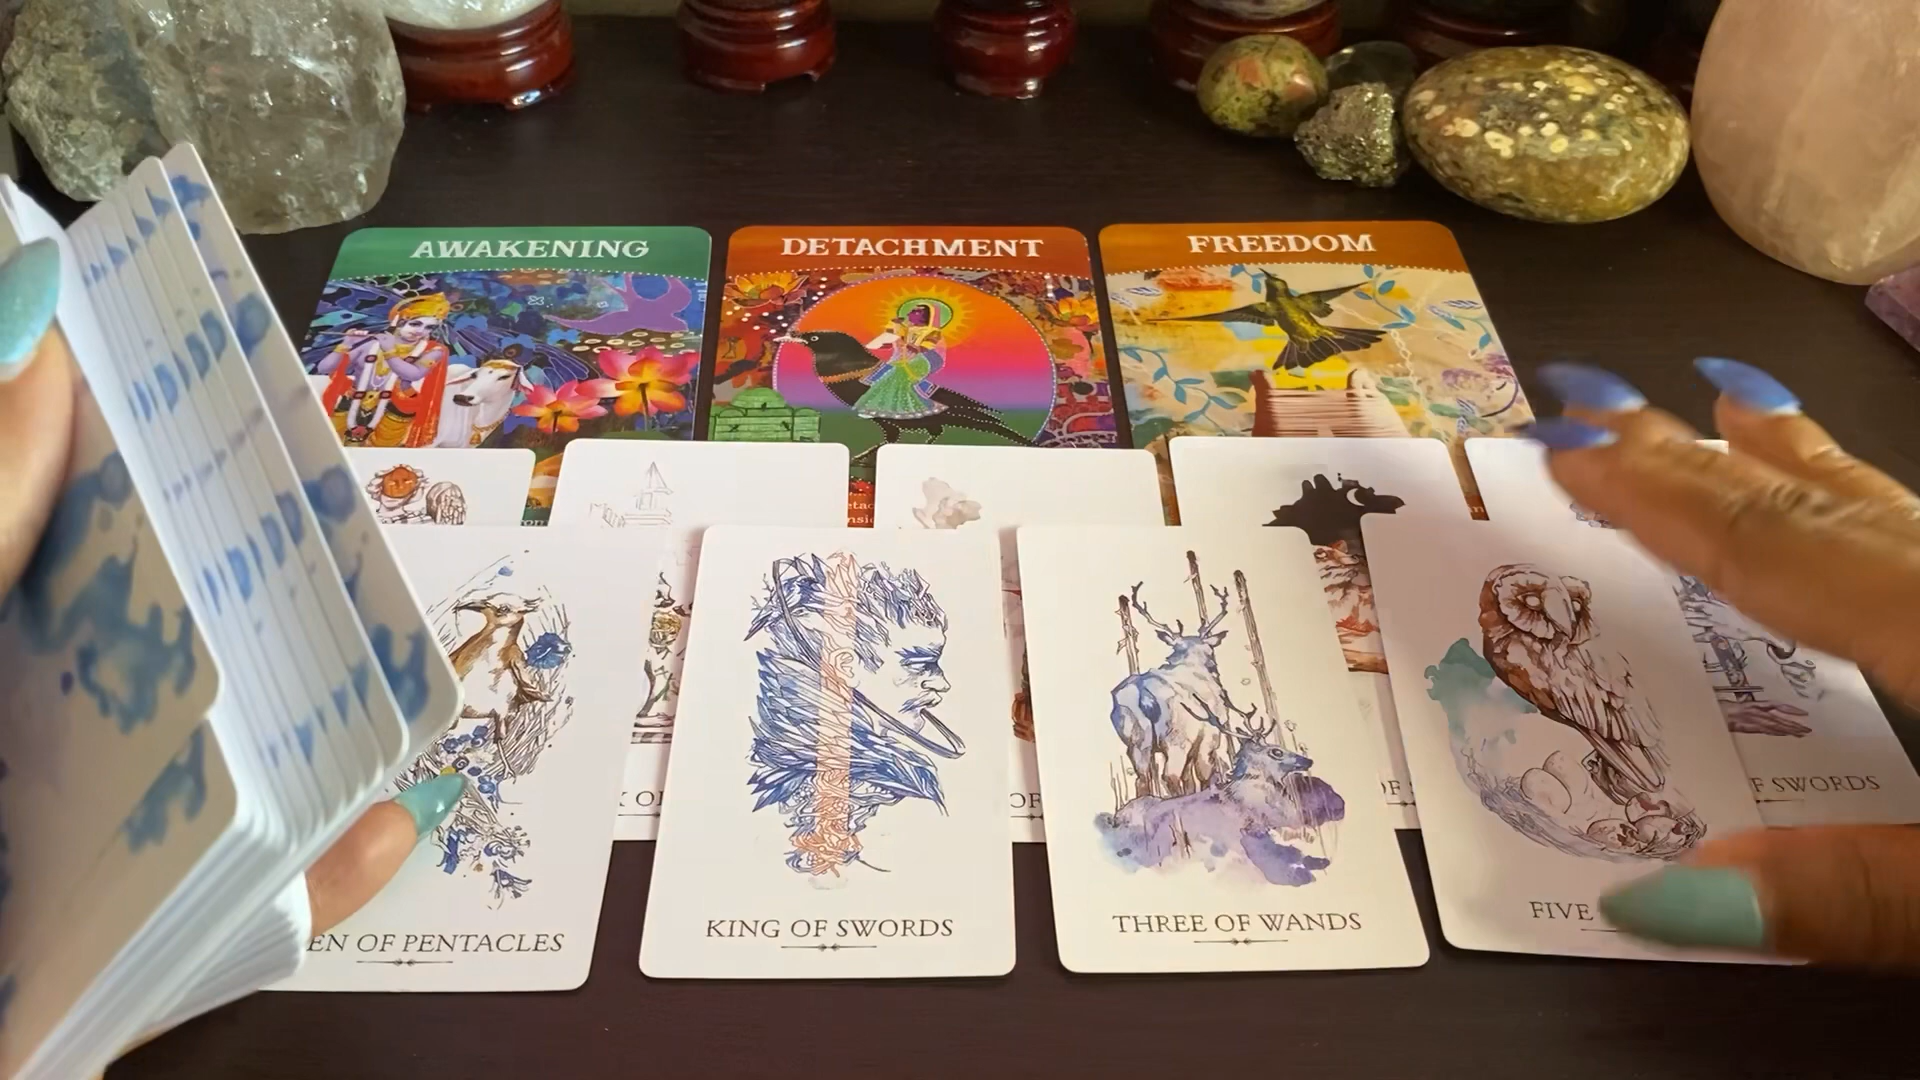 AWAKENING
DETACHMENT
FREEDOM
OF SWORDS
EN OF PENTACLES
KING OF SWORDS
THREE OF WANDS
FIVE